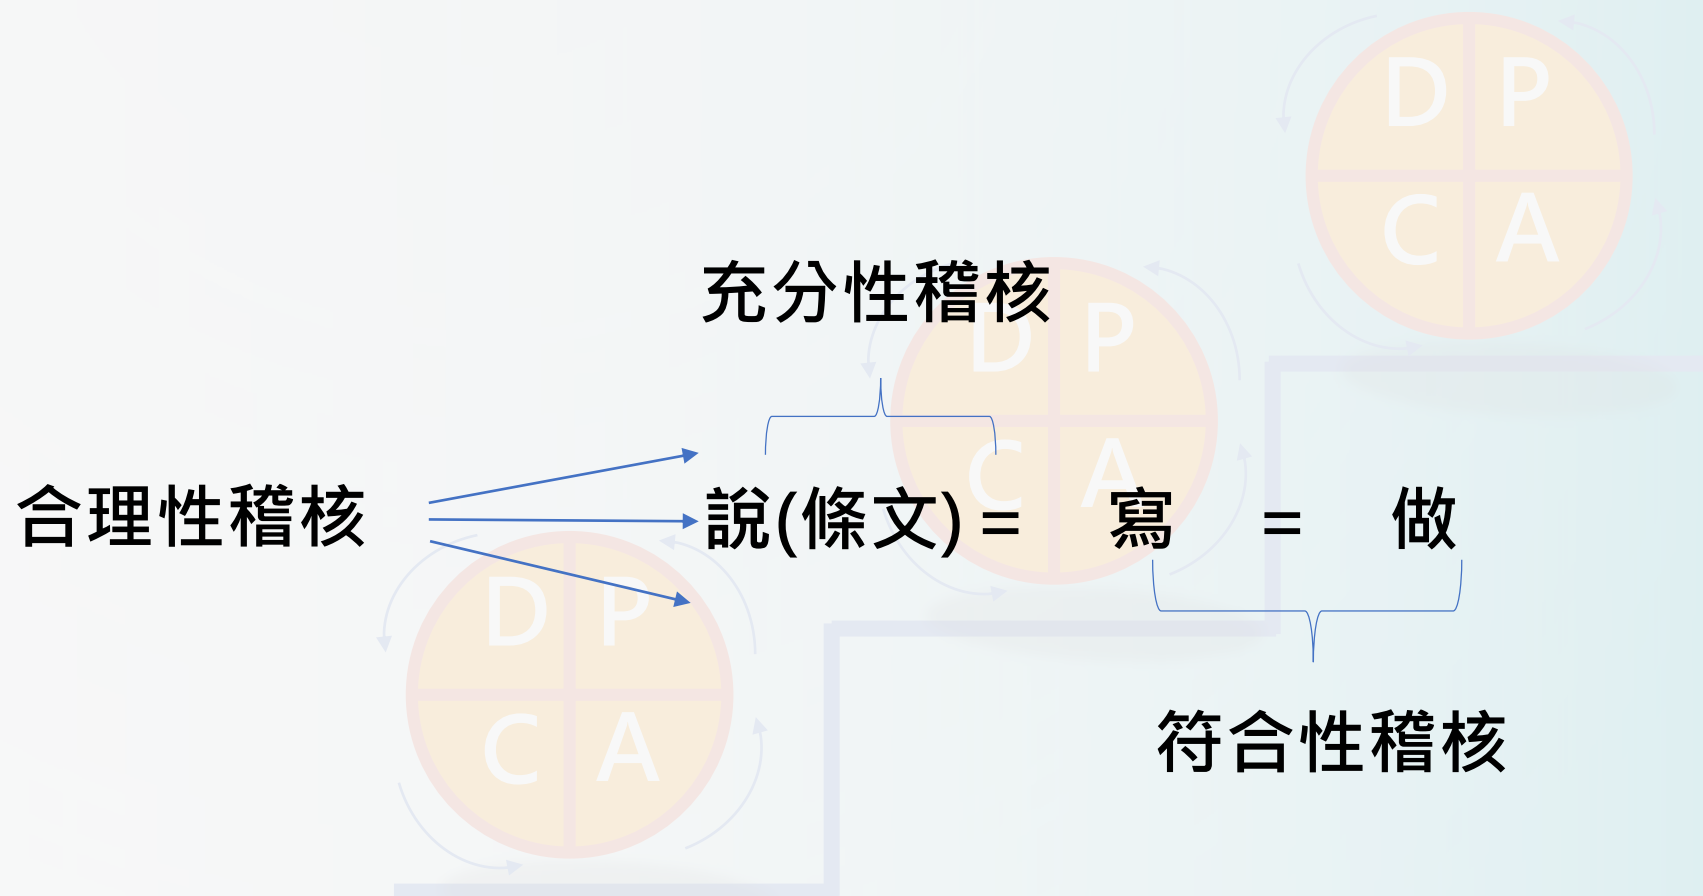 D P
C A
充分性稽核
D P
C A
合理性稽核
說(條文) = 寫 = 做
D P
C A
符合性稽核